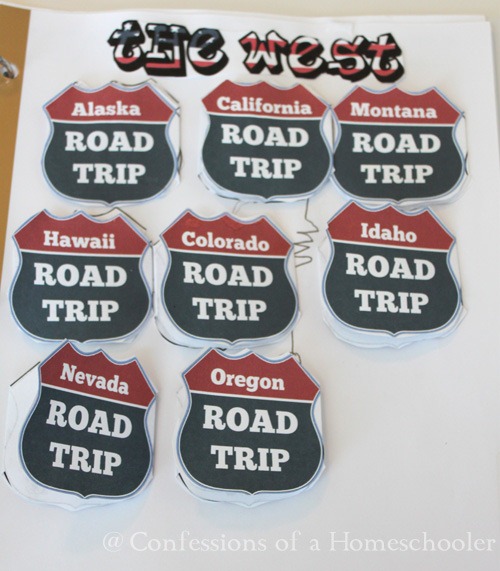 the west
Alaska
ROAD
TRIP
California
ROAD
TRIP
Montana
ROAD
TRIP
Hawaii
ROAD
TRIP
Colorado
ROAD
TRIP
Idaho
ROAD
TRIP
Nevada
ROAD
TRIP
Oregon
ROAD
TRIP
@ Confessions of a Homeschooler